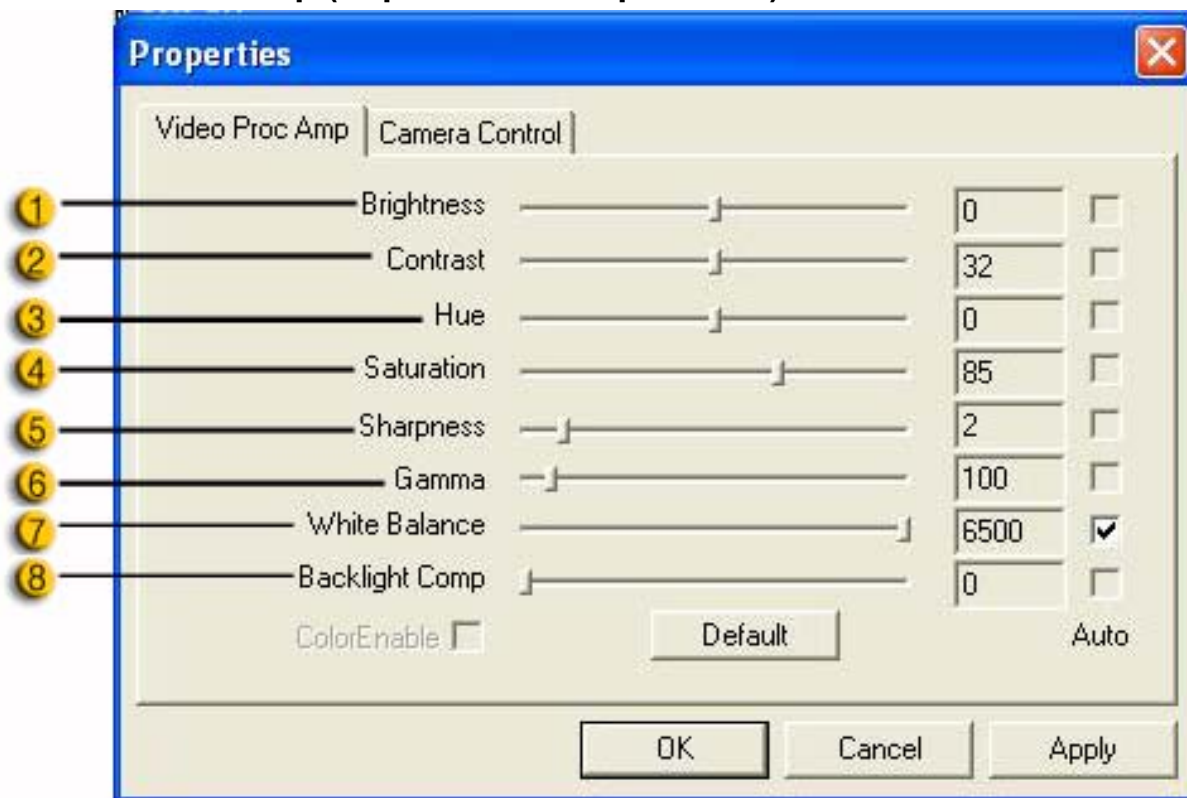 Properties
Video Proc Amp Camera Control
1 Brightness 0
2 Contrast 32
3 Hue 0
4 Saturation 85
5 Sharpness 2
6 Gamma 100
7 White Balance 6500
8 Backlight Comp 0
ColorEnable Default Auto
OK Cancel Apply